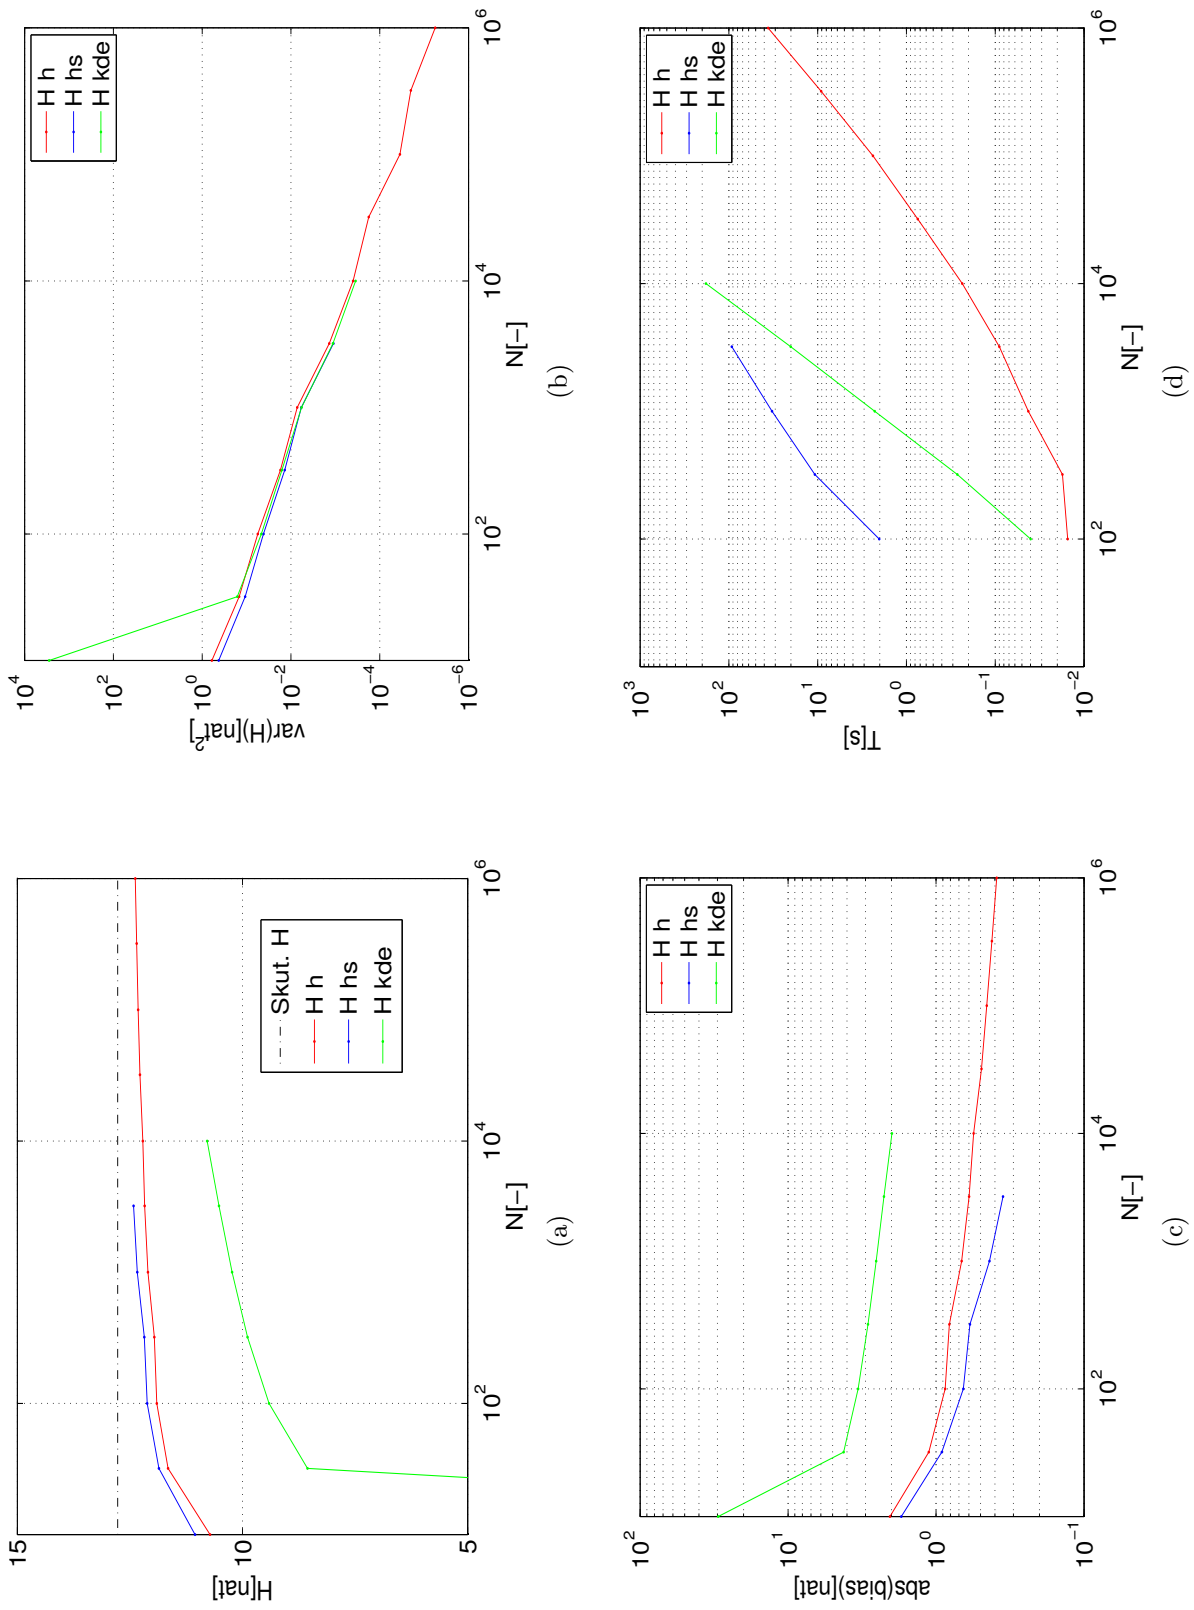 15
10
5
10^2
10^4
10^6
N[−]
H[nat]
Skut. H
H h
H hs
H kde
(a)
10^4
10^2
10^0
10^−2
10^−4
10^−6
10^2
10^4
10^6
N[−]
var(H)[nat^2]
H h
H hs
H kde
(b)
10^2
10^1
10^0
10^−1
10^2
10^4
10^6
N[−]
abs(bias)[nat]
H h
H hs
H kde
(c)
10^3
10^2
10^1
10^0
10^−1
10^−2
10^2
10^4
10^6
N[−]
T[s]
H h
H hs
H kde
(d)